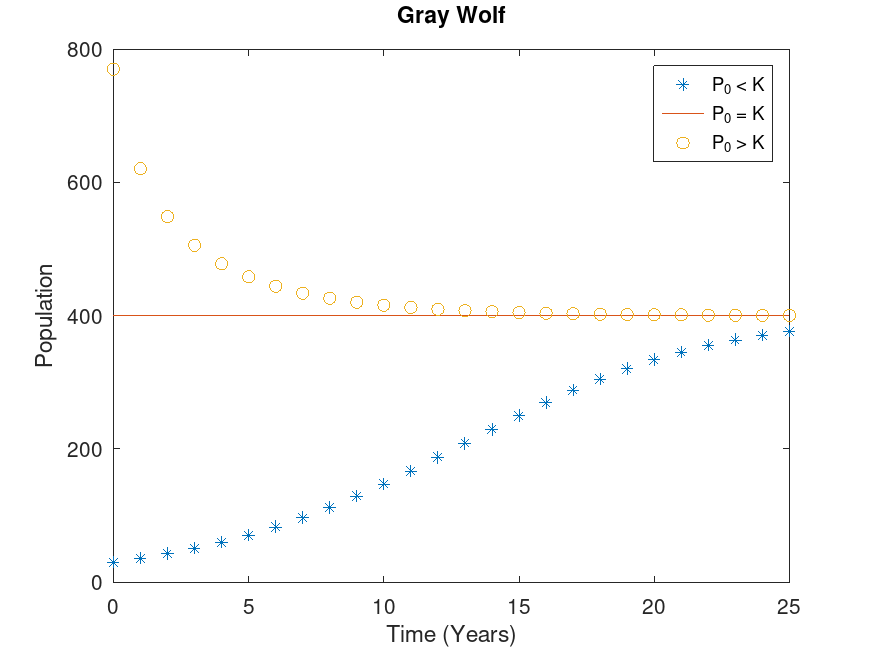 Gray Wolf
800
600
400
200
0
Population
0 5 10 15 20 25
Time (Years)
P₀ < K
P₀ = K
P₀ > K